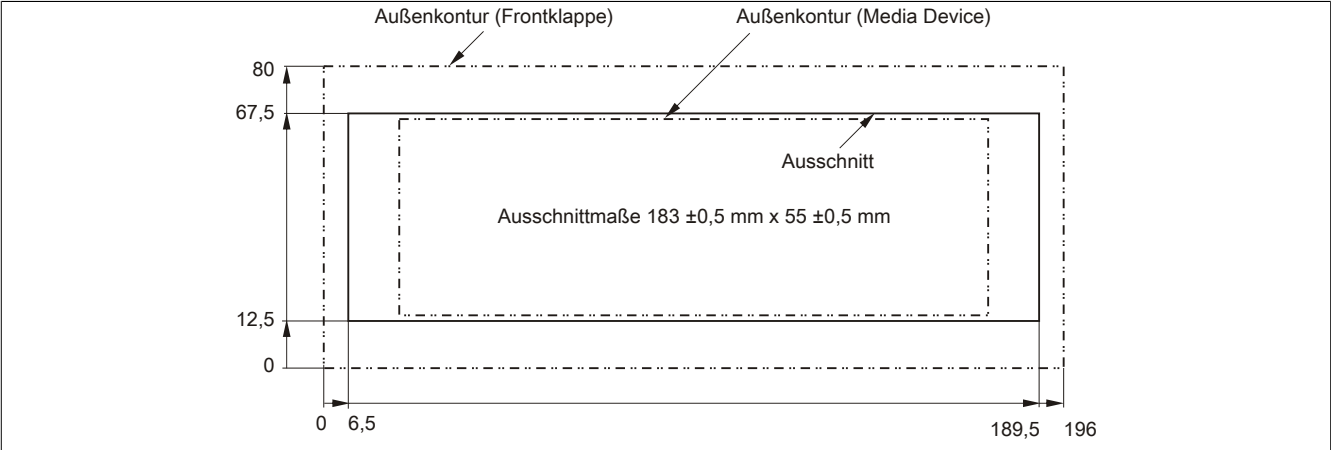 Außenkontur (Frontklappe)
Außenkontur (Media Device)
80
67,5
Ausschnitt
Ausschnittmaße 183 ±0,5 mm x 55 ±0,5 mm
12,5
0
0
6,5
189,5
196